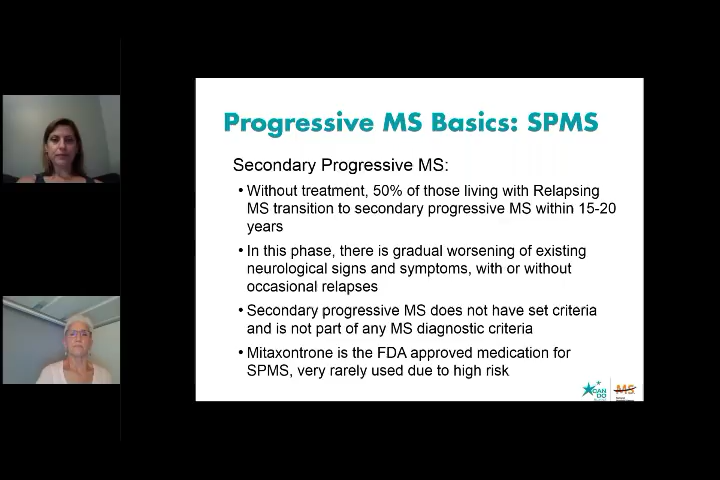 Progressive MS Basics: SPMS
Secondary Progressive MS:
• Without treatment, 50% of those living with Relapsing
MS transition to secondary progressive MS within 15-20
years
• In this phase, there is gradual worsening of existing
neurological signs and symptoms, with or without
occasional relapses
• Secondary progressive MS does not have set criteria
and is not part of any MS diagnostic criteria
• Mitaxontrone is the FDA approved medication for
SPMS, very rarely used due to high risk
CAN
DO
MS